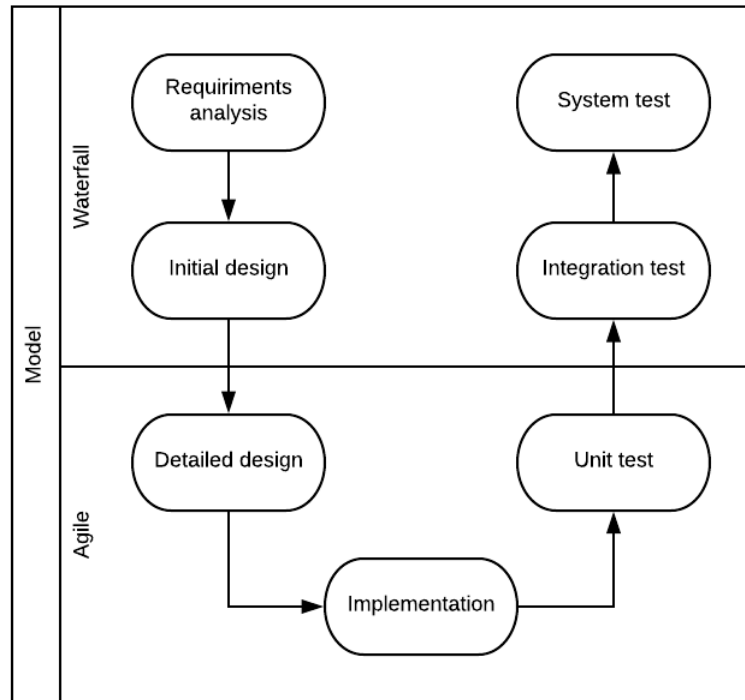 Model
Waterfall
Requiriments
analysis
System test
Initial design
Integration test
Agile
Detailed design
Unit test
Implementation